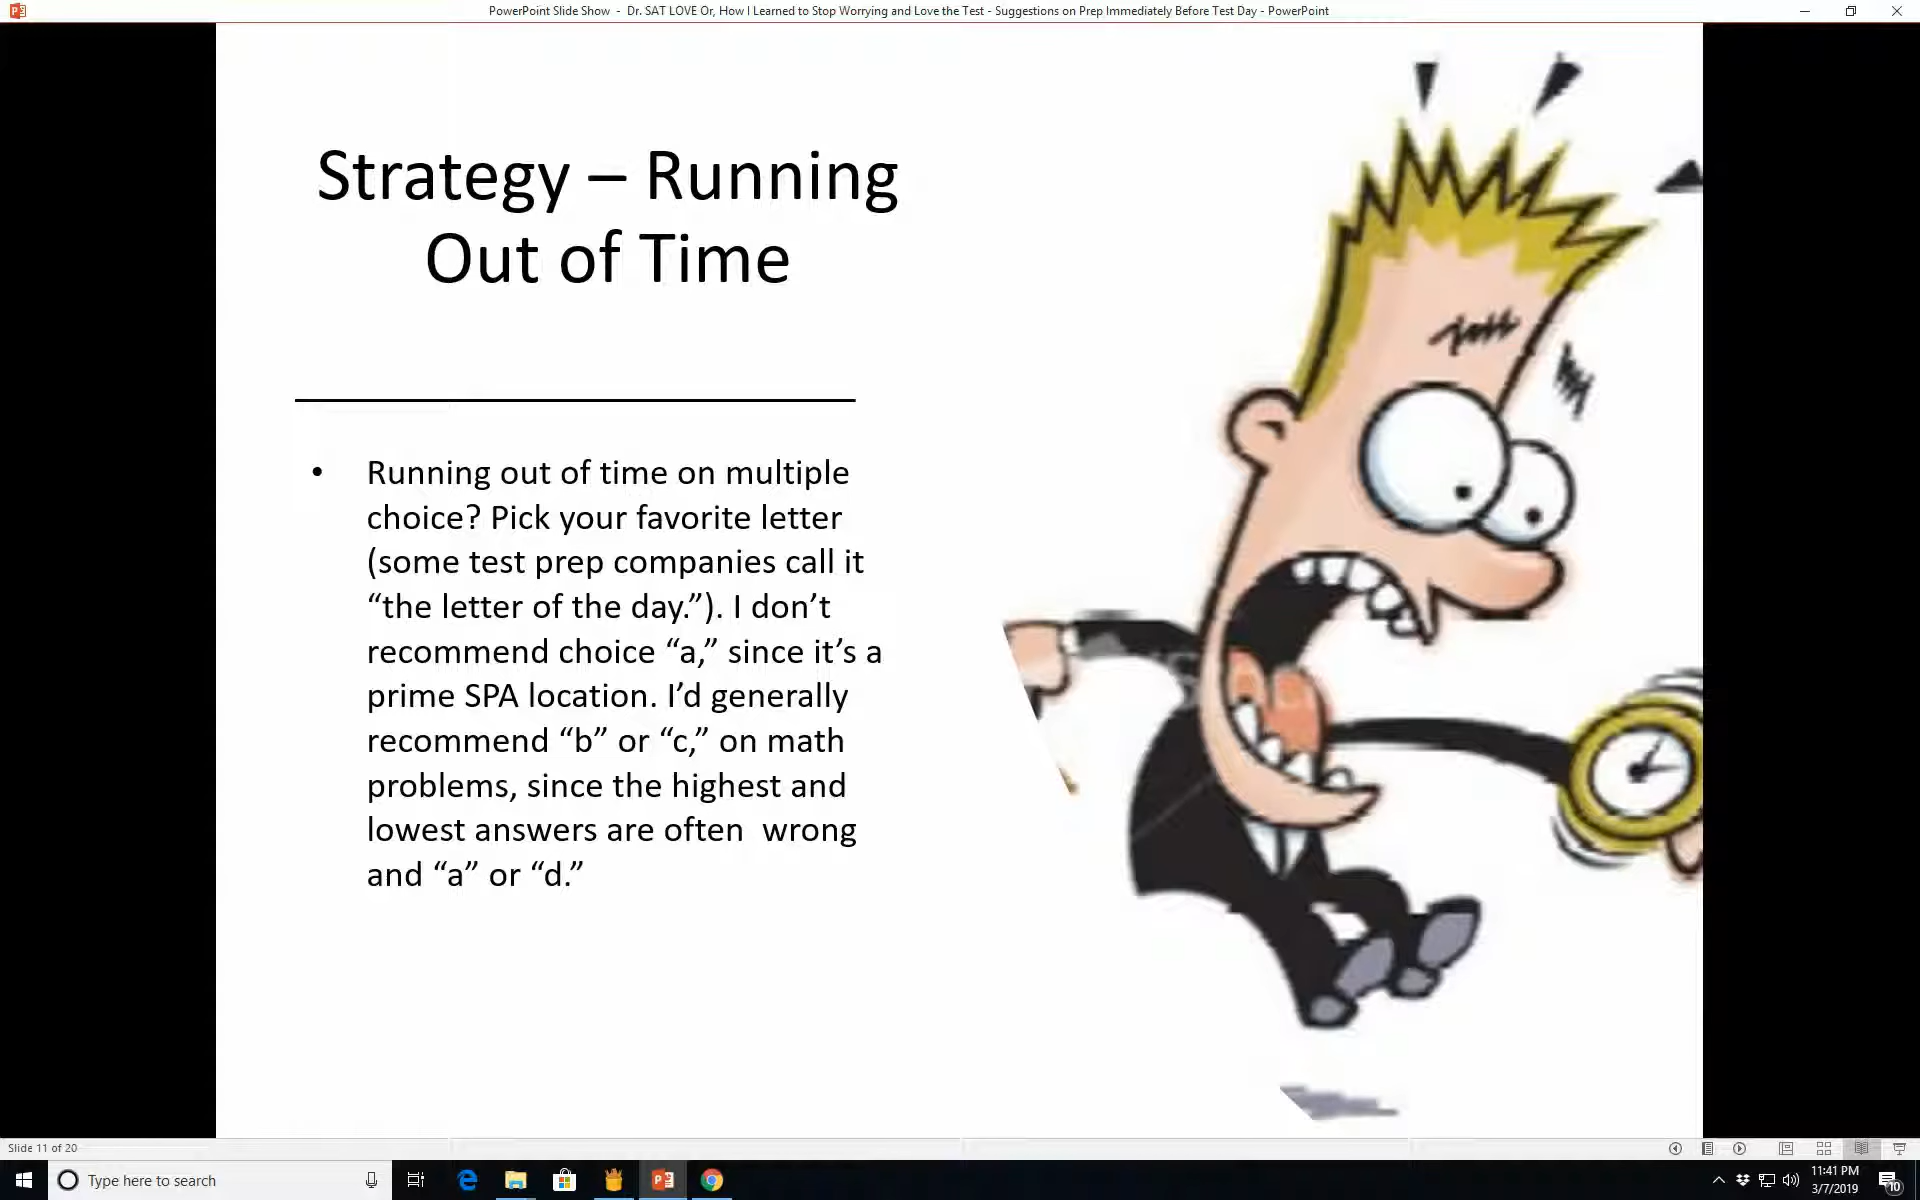 PowerPoint Slide Show - Dr. SAT LOVE Or, How I Learned to Stop Worrying and Love the Test - Suggestions on Prep Immediately Before Test Day - PowerPoint
Strategy – Running
Out of Time
• Running out of time on multiple
choice? Pick your favorite letter
(some test prep companies call it
“the letter of the day.”). I don’t
recommend choice “a,” since it’s a
prime SPA location. I’d generally
recommend “b” or “c,” on math
problems, since the highest and
lowest answers are often  wrong
and “a” or “d.”
Slide 11 of 20
Type here to search
11:41 PM
3/7/2019
10